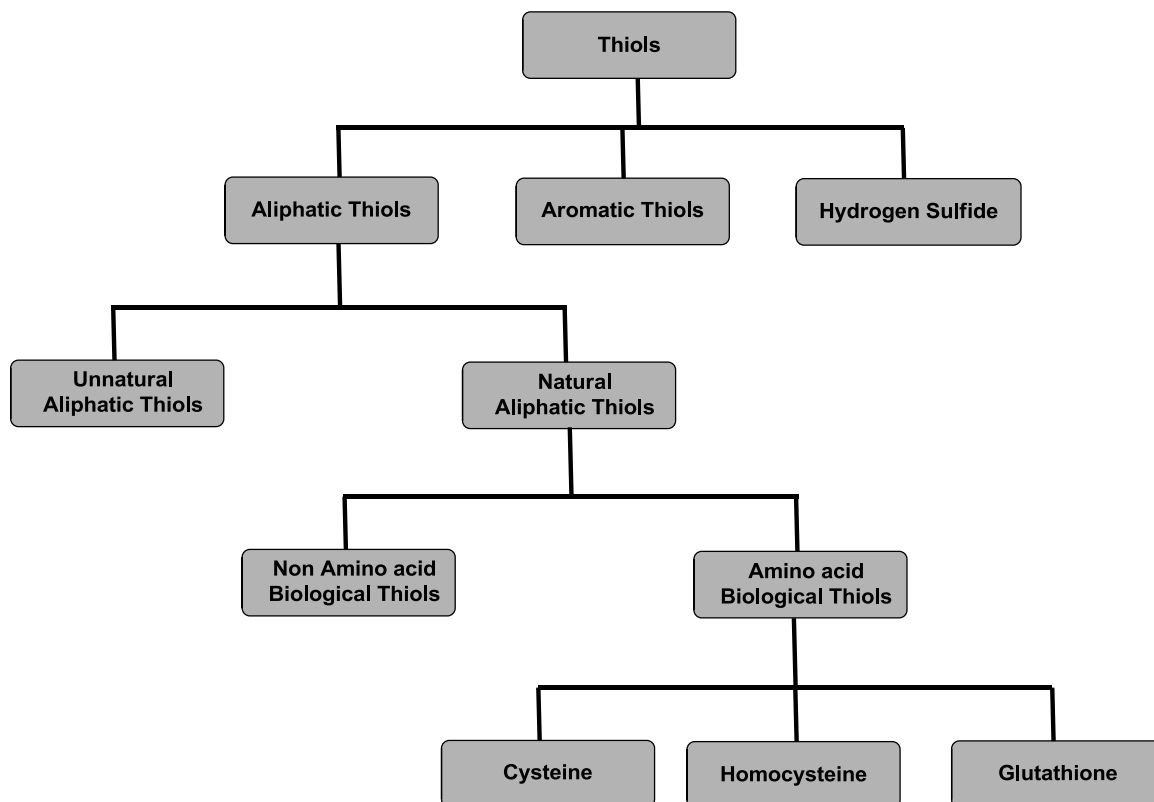 Thiols
Aliphatic Thiols
Aromatic Thiols
Hydrogen Sulfide
Unnatural
Aliphatic Thiols
Natural
Aliphatic Thiols
Non Amino acid
Biological Thiols
Amino acid
Biological Thiols
Cysteine
Homocysteine
Glutathione